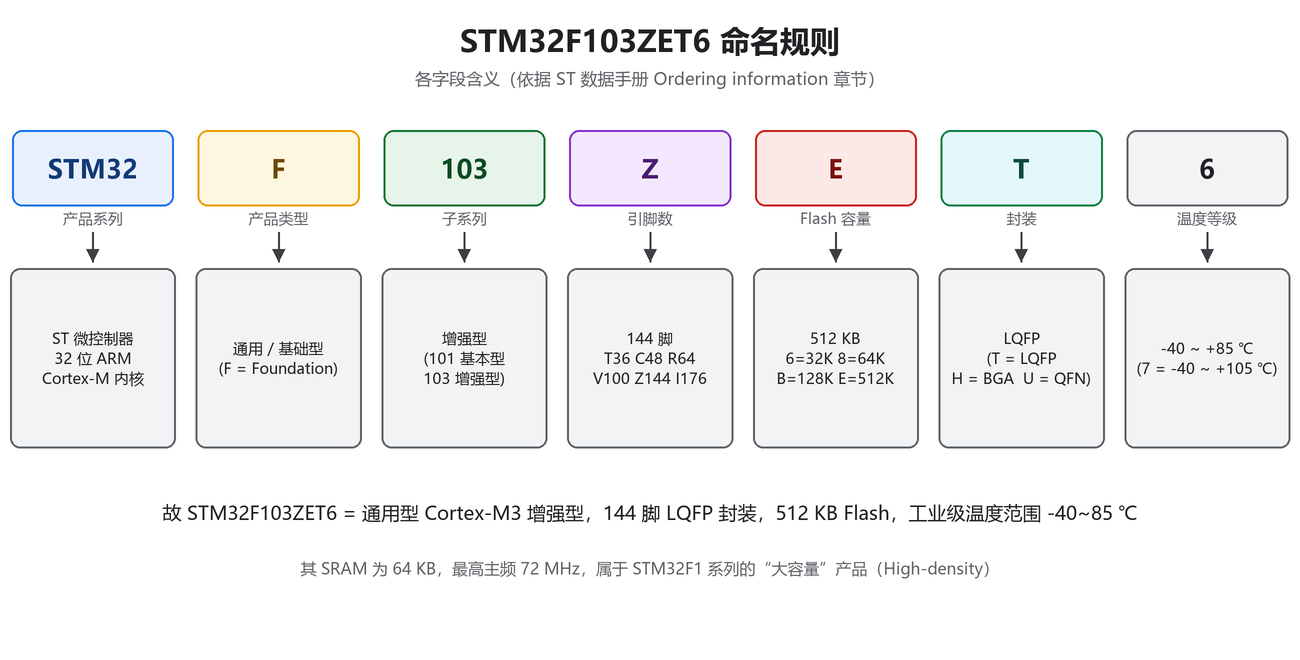 STM32F103ZET6 命名规则
各字段含义（依据 ST 数据手册 Ordering information 章节）
STM32
F
103
Z
E
T
6
产品系列
产品类型
子系列
引脚数
Flash 容量
封装
温度等级
ST 微控制器
32 位 ARM
Cortex-M 内核
通用 / 基础型
(F = Foundation)
增强型
(101 基本型
103 增强型)
144 脚
T36 C48 R64
V100 Z144 I176
512 KB
6=32K 8=64K
B=128K E=512K
LQFP
(T = LQFP
H = BGA  U = QFN)
-40 ~ +85 ℃
(7 = -40 ~ +105 ℃)
故 STM32F103ZET6 = 通用型 Cortex-M3 增强型，144 脚 LQFP 封装，512 KB Flash，工业级温度范围 -40~85 ℃
其 SRAM 为 64 KB，最高主频 72 MHz，属于 STM32F1 系列的“大容量”产品（High-density）